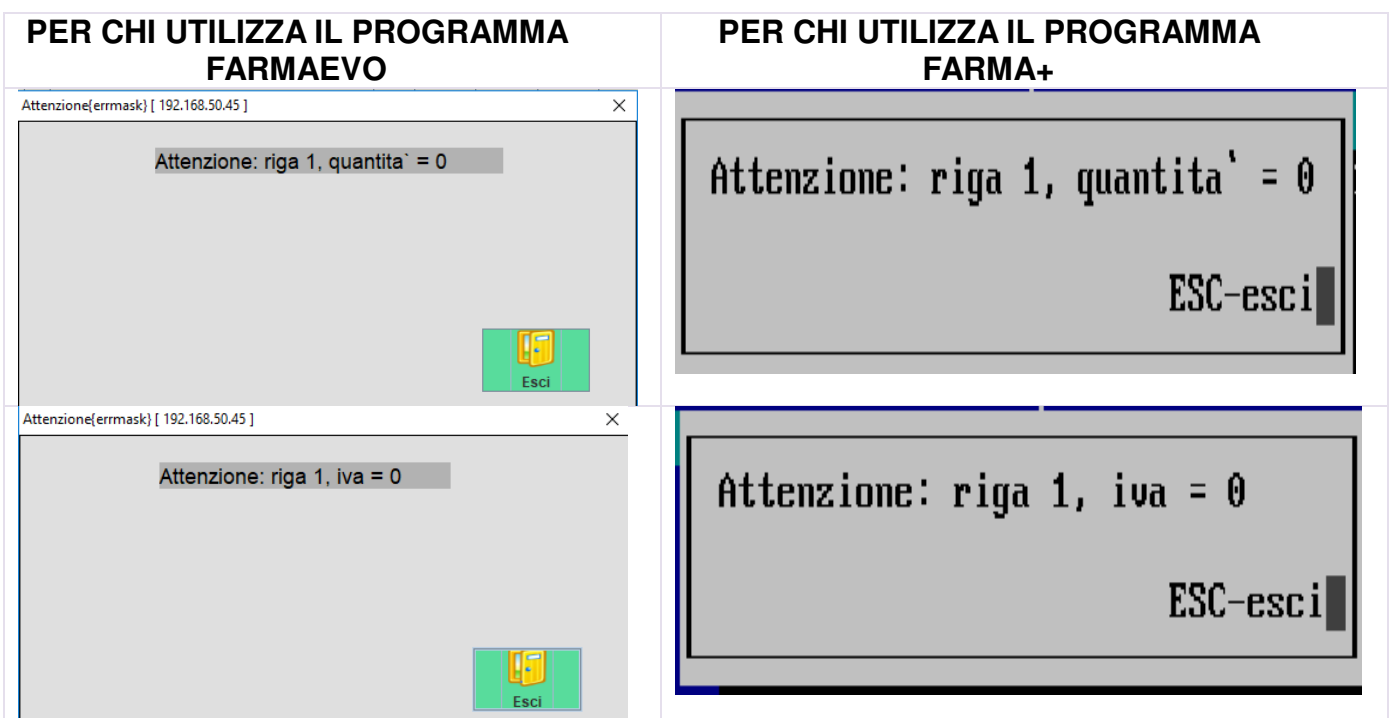 PER CHI UTILIZZA IL PROGRAMMA
FARMAEVO
PER CHI UTILIZZA IL PROGRAMMA
FARMA+
Attenzione{errmask} [ 192.168.50.45 ]
Attenzione: riga 1, quantita` = 0
Esci
Attenzione: riga 1, quantita` = 0
ESC-esci
Attenzione{errmask} [ 192.168.50.45 ]
Attenzione: riga 1, iva = 0
Esci
Attenzione: riga 1, iva = 0
ESC-esci